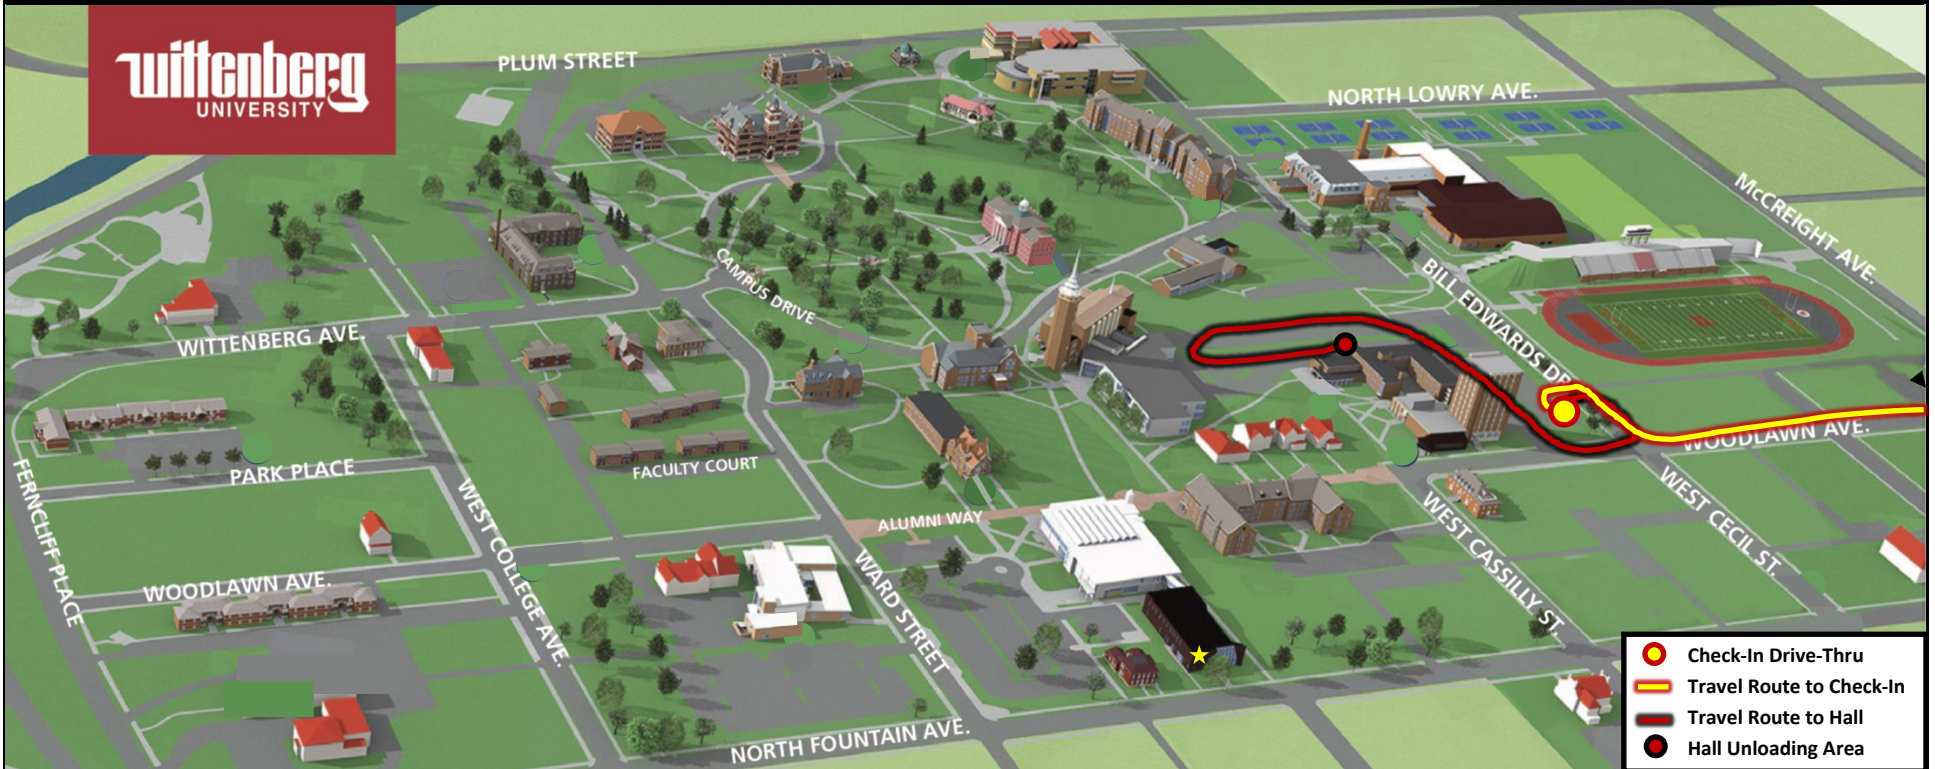 wittenberg
UNIVERSITY
PLUM STREET
NORTH LOWRY AVE.
McCREIGHT AVE.
CAMPUS DRIVE
BILL EDWARDS DR
WITTENBERG AVE.
WOODLAWN AVE.
FERNCLIFF PLACE
PARK PLACE
FACULTY COURT
WEST COLLEGE AVE.
ALUMNI WAY
WEST CASSILLY ST.
WEST CECIL ST.
WOODLAWN AVE.
WARD STREET
NORTH FOUNTAIN AVE.
Check-In Drive-Thru
Travel Route to Check-In
Travel Route to Hall
Hall Unloading Area